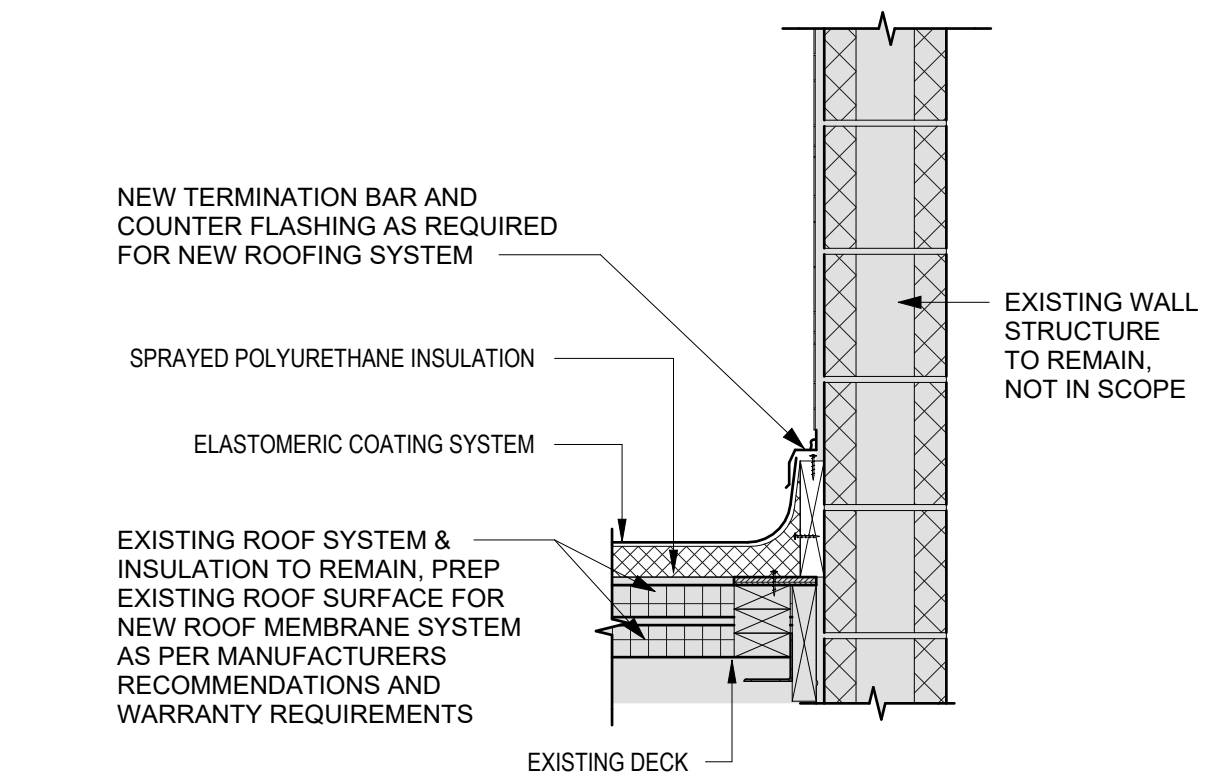 NEW TERMINATION BAR AND
COUNTER FLASHING AS REQUIRED
FOR NEW ROOFING SYSTEM
EXISTING WALL
STRUCTURE
TO REMAIN,
NOT IN SCOPE
SPRAYED POLYURETHANE INSULATION
ELASTOMERIC COATING SYSTEM
EXISTING ROOF SYSTEM &
INSULATION TO REMAIN, PREP
EXISTING ROOF SURFACE FOR
NEW ROOF MEMBRANE SYSTEM
AS PER MANUFACTURERS
RECOMMENDATIONS AND
WARRANTY REQUIREMENTS
EXISTING DECK